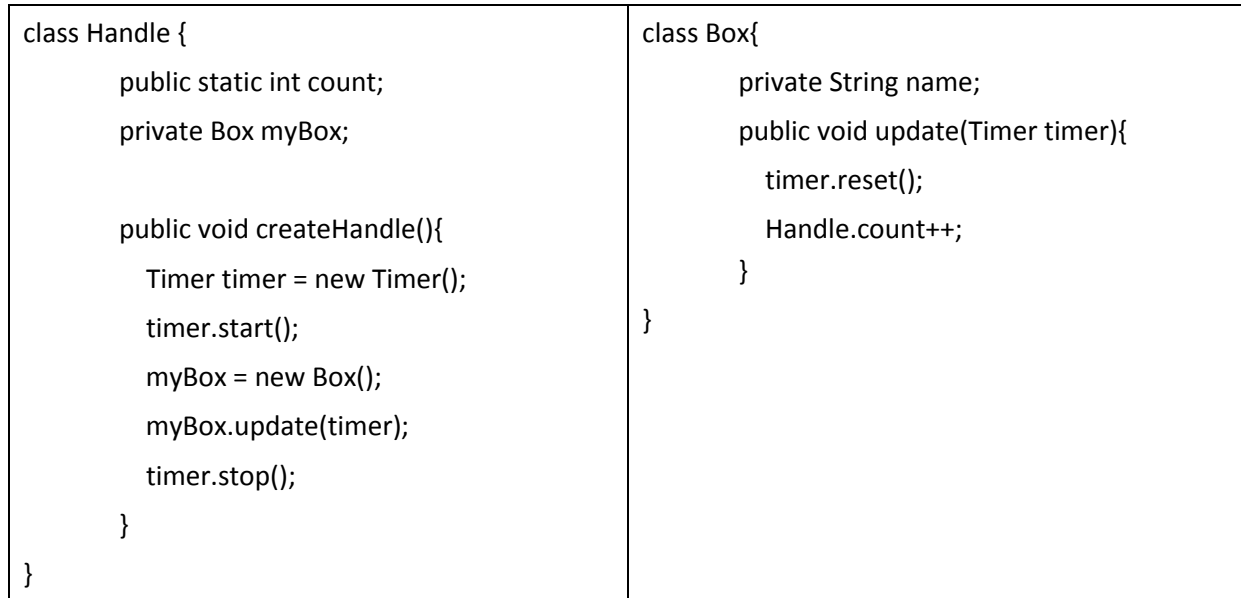 class Handle {
public static int count;
private Box myBox;
public void createHandle(){
Timer timer = new Timer();
timer.start();
myBox = new Box();
myBox.update(timer);
timer.stop();
}
}
class Box{
private String name;
public void update(Timer timer){
timer.reset();
Handle.count++;
}
}